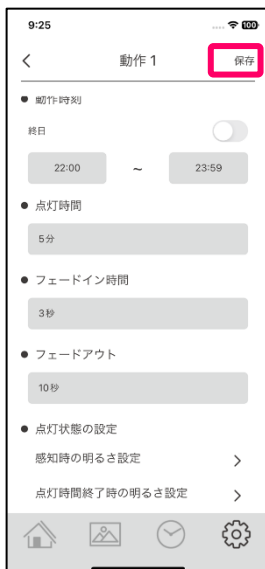 9:25
100
動作 1
保存
動作時刻
終日
22:00 ~ 23:59
点灯時間
5分
フェードイン時間
3秒
フェードアウト
10秒
点灯状態の設定
感知時の明るさ設定
点灯時間終了時の明るさ設定